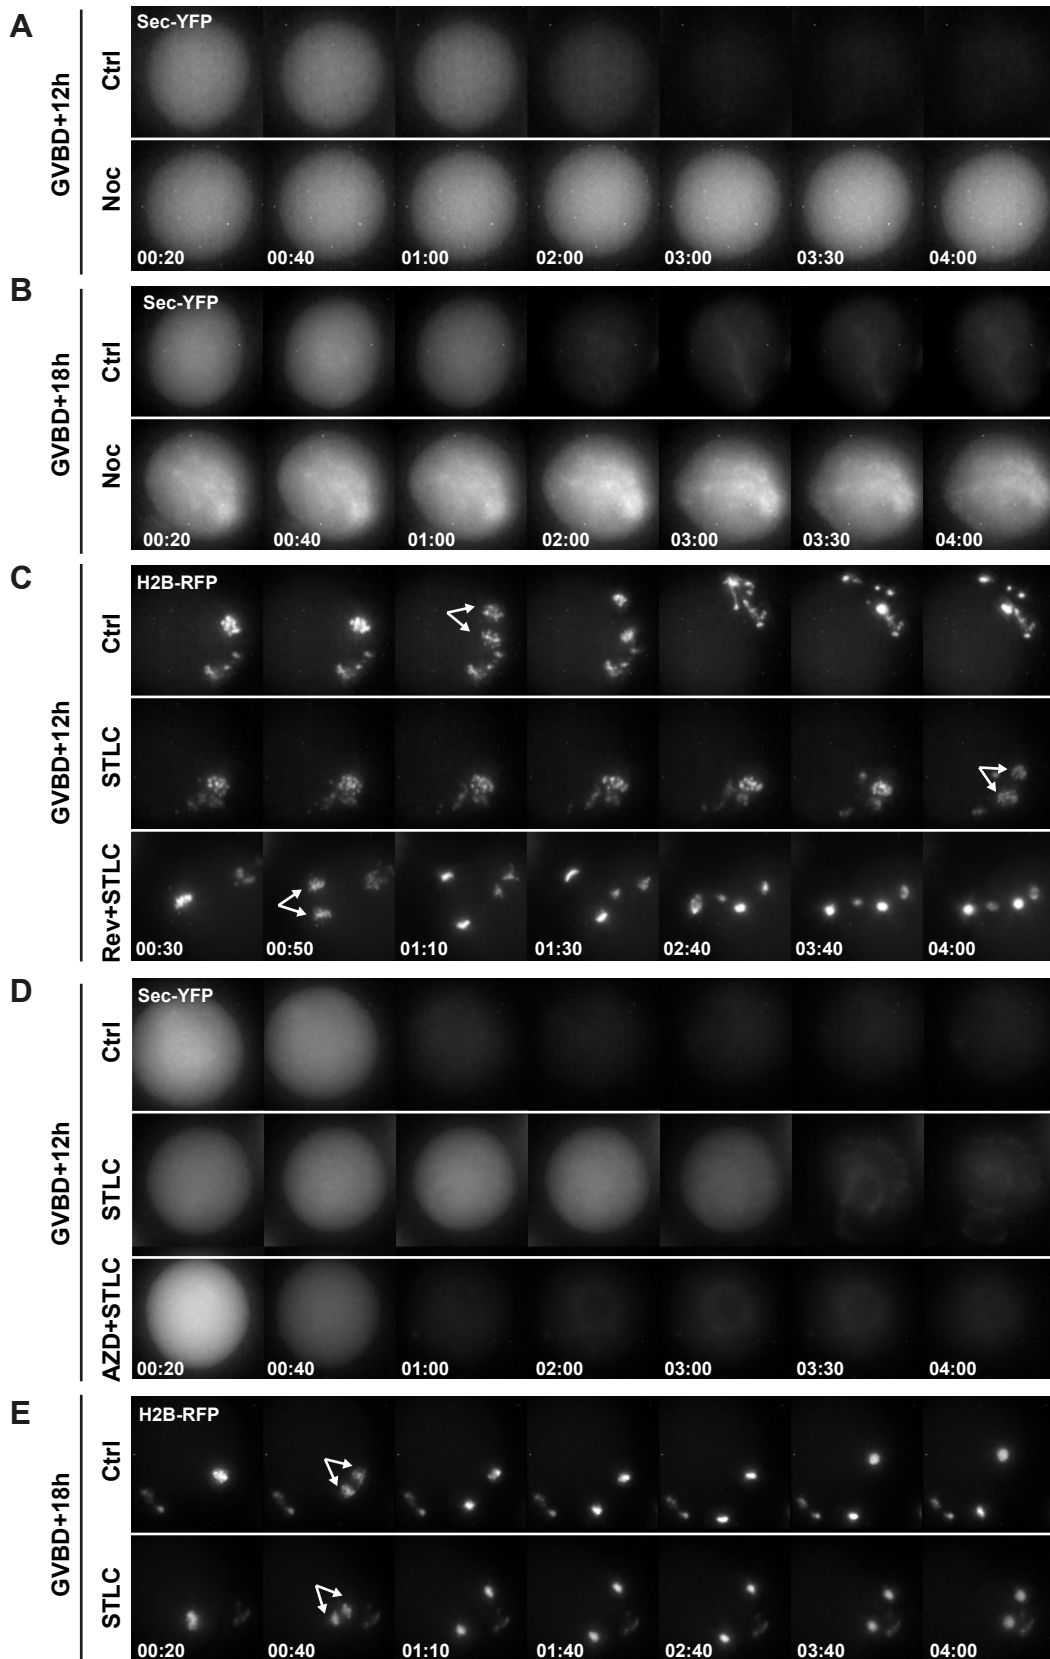 A
GVBD+12h
Ctrl
Sec-YFP
Noc
00:20 00:40 01:00 02:00 03:00 03:30 04:00
B
GVBD+18h
Ctrl
Sec-YFP
Noc
00:20 00:40 01:00 02:00 03:00 03:30 04:00
C
GVBD+12h
Ctrl
H2B-RFP
STLC
Rev+STLC
00:30 00:50 01:10 01:30 02:40 03:40 04:00
D
GVBD+12h
Ctrl
Sec-YFP
STLC
AZD+STLC
00:20 00:40 01:00 02:00 03:00 03:30 04:00
E
GVBD+18h
Ctrl
H2B-RFP
STLC
00:20 00:40 01:10 01:40 02:40 03:40 04:00